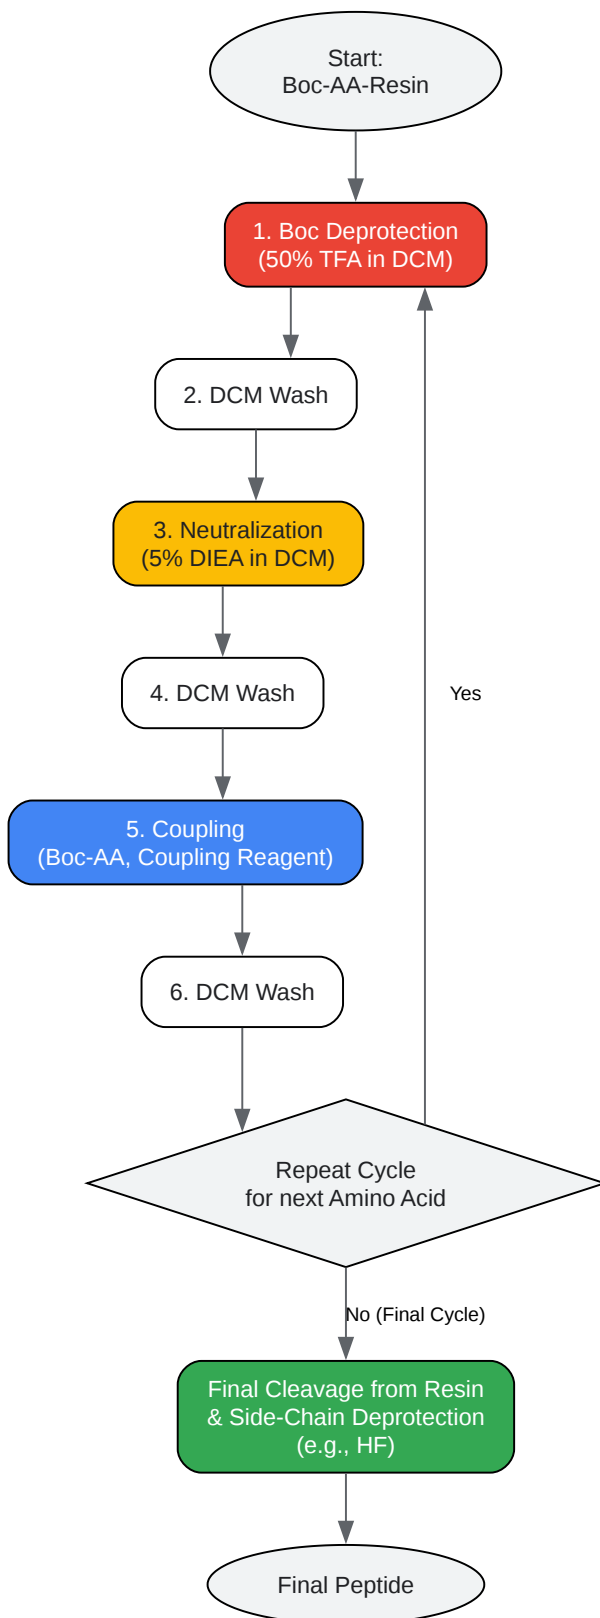 Start:
Boc-AA-Resin
1. Boc Deprotection
(50% TFA in DCM)
2. DCM Wash
3. Neutralization
(5% DIEA in DCM)
4. DCM Wash
Yes
5. Coupling
(Boc-AA, Coupling Reagent)
6. DCM Wash
Repeat Cycle
for next Amino Acid
No (Final Cycle)
Final Cleavage from Resin
& Side-Chain Deprotection
(e.g., HF)
Final Peptide